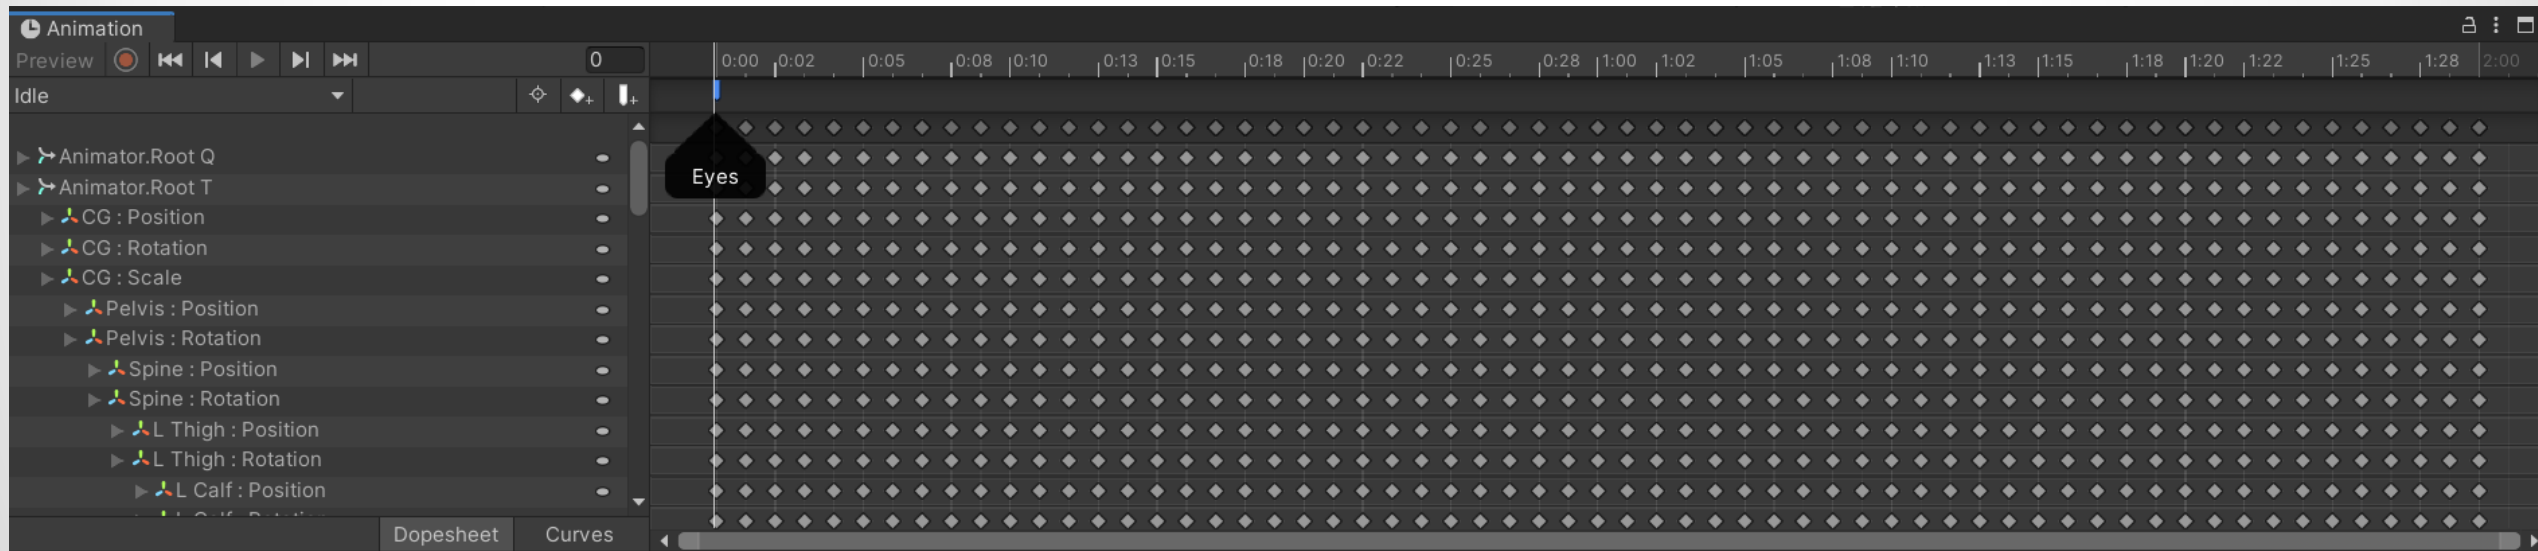 Animation
Preview 0 0:00 0:02 0:05 0:08 0:10 0:13 0:15 0:18 0:20 0:22 0:25 0:28 1:00 1:02 1:05 1:08 1:10 1:13 1:15 1:18 1:20 1:22 1:25 1:28 2:00
Idle
Animator.Root Q
Animator.Root T
CG : Position
CG : Rotation
CG : Scale
Pelvis : Position
Pelvis : Rotation
Spine : Position
Spine : Rotation
L Thigh : Position
L Thigh : Rotation
L Calf : Position
Eyes
Dopesheet Curves